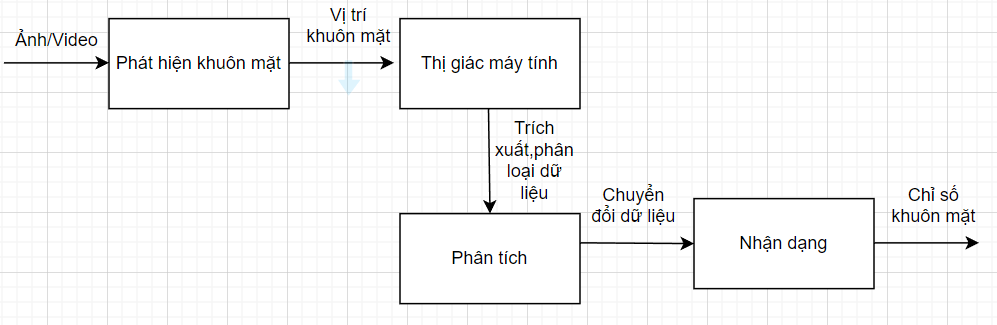 Ảnh/Video
Phát hiện khuôn mặt
Vị trí
khuôn mặt
Thị giác máy tính
Trích
xuất,phân
loại dữ
liệu
Phân tích
Chuyển
đổi dữ liệu
Nhận dạng
Chỉ số
khuôn mặt